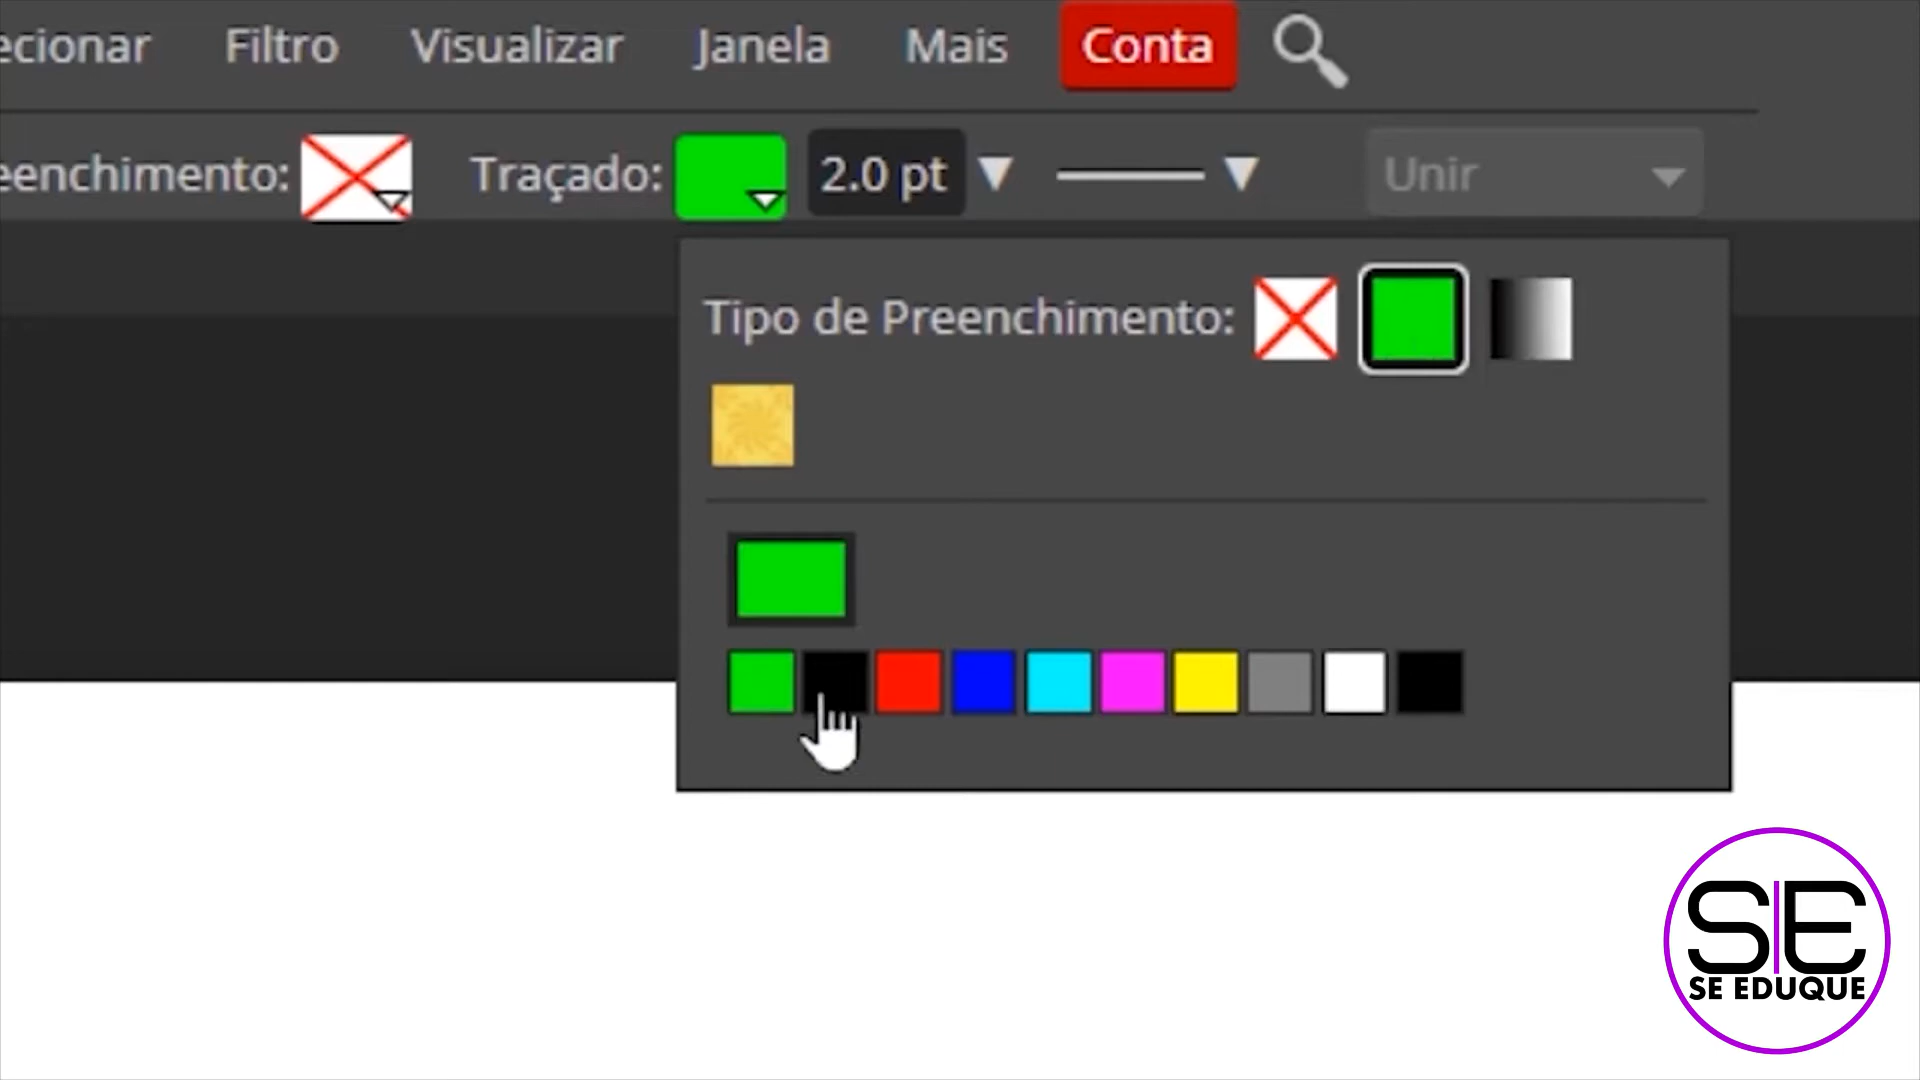 ecionar Filtro Visualizar Janela Mais Conta
eenchimento: Traçado: 2.0 pt Unir
Tipo de Preenchimento:
SE
SE EDUQUE